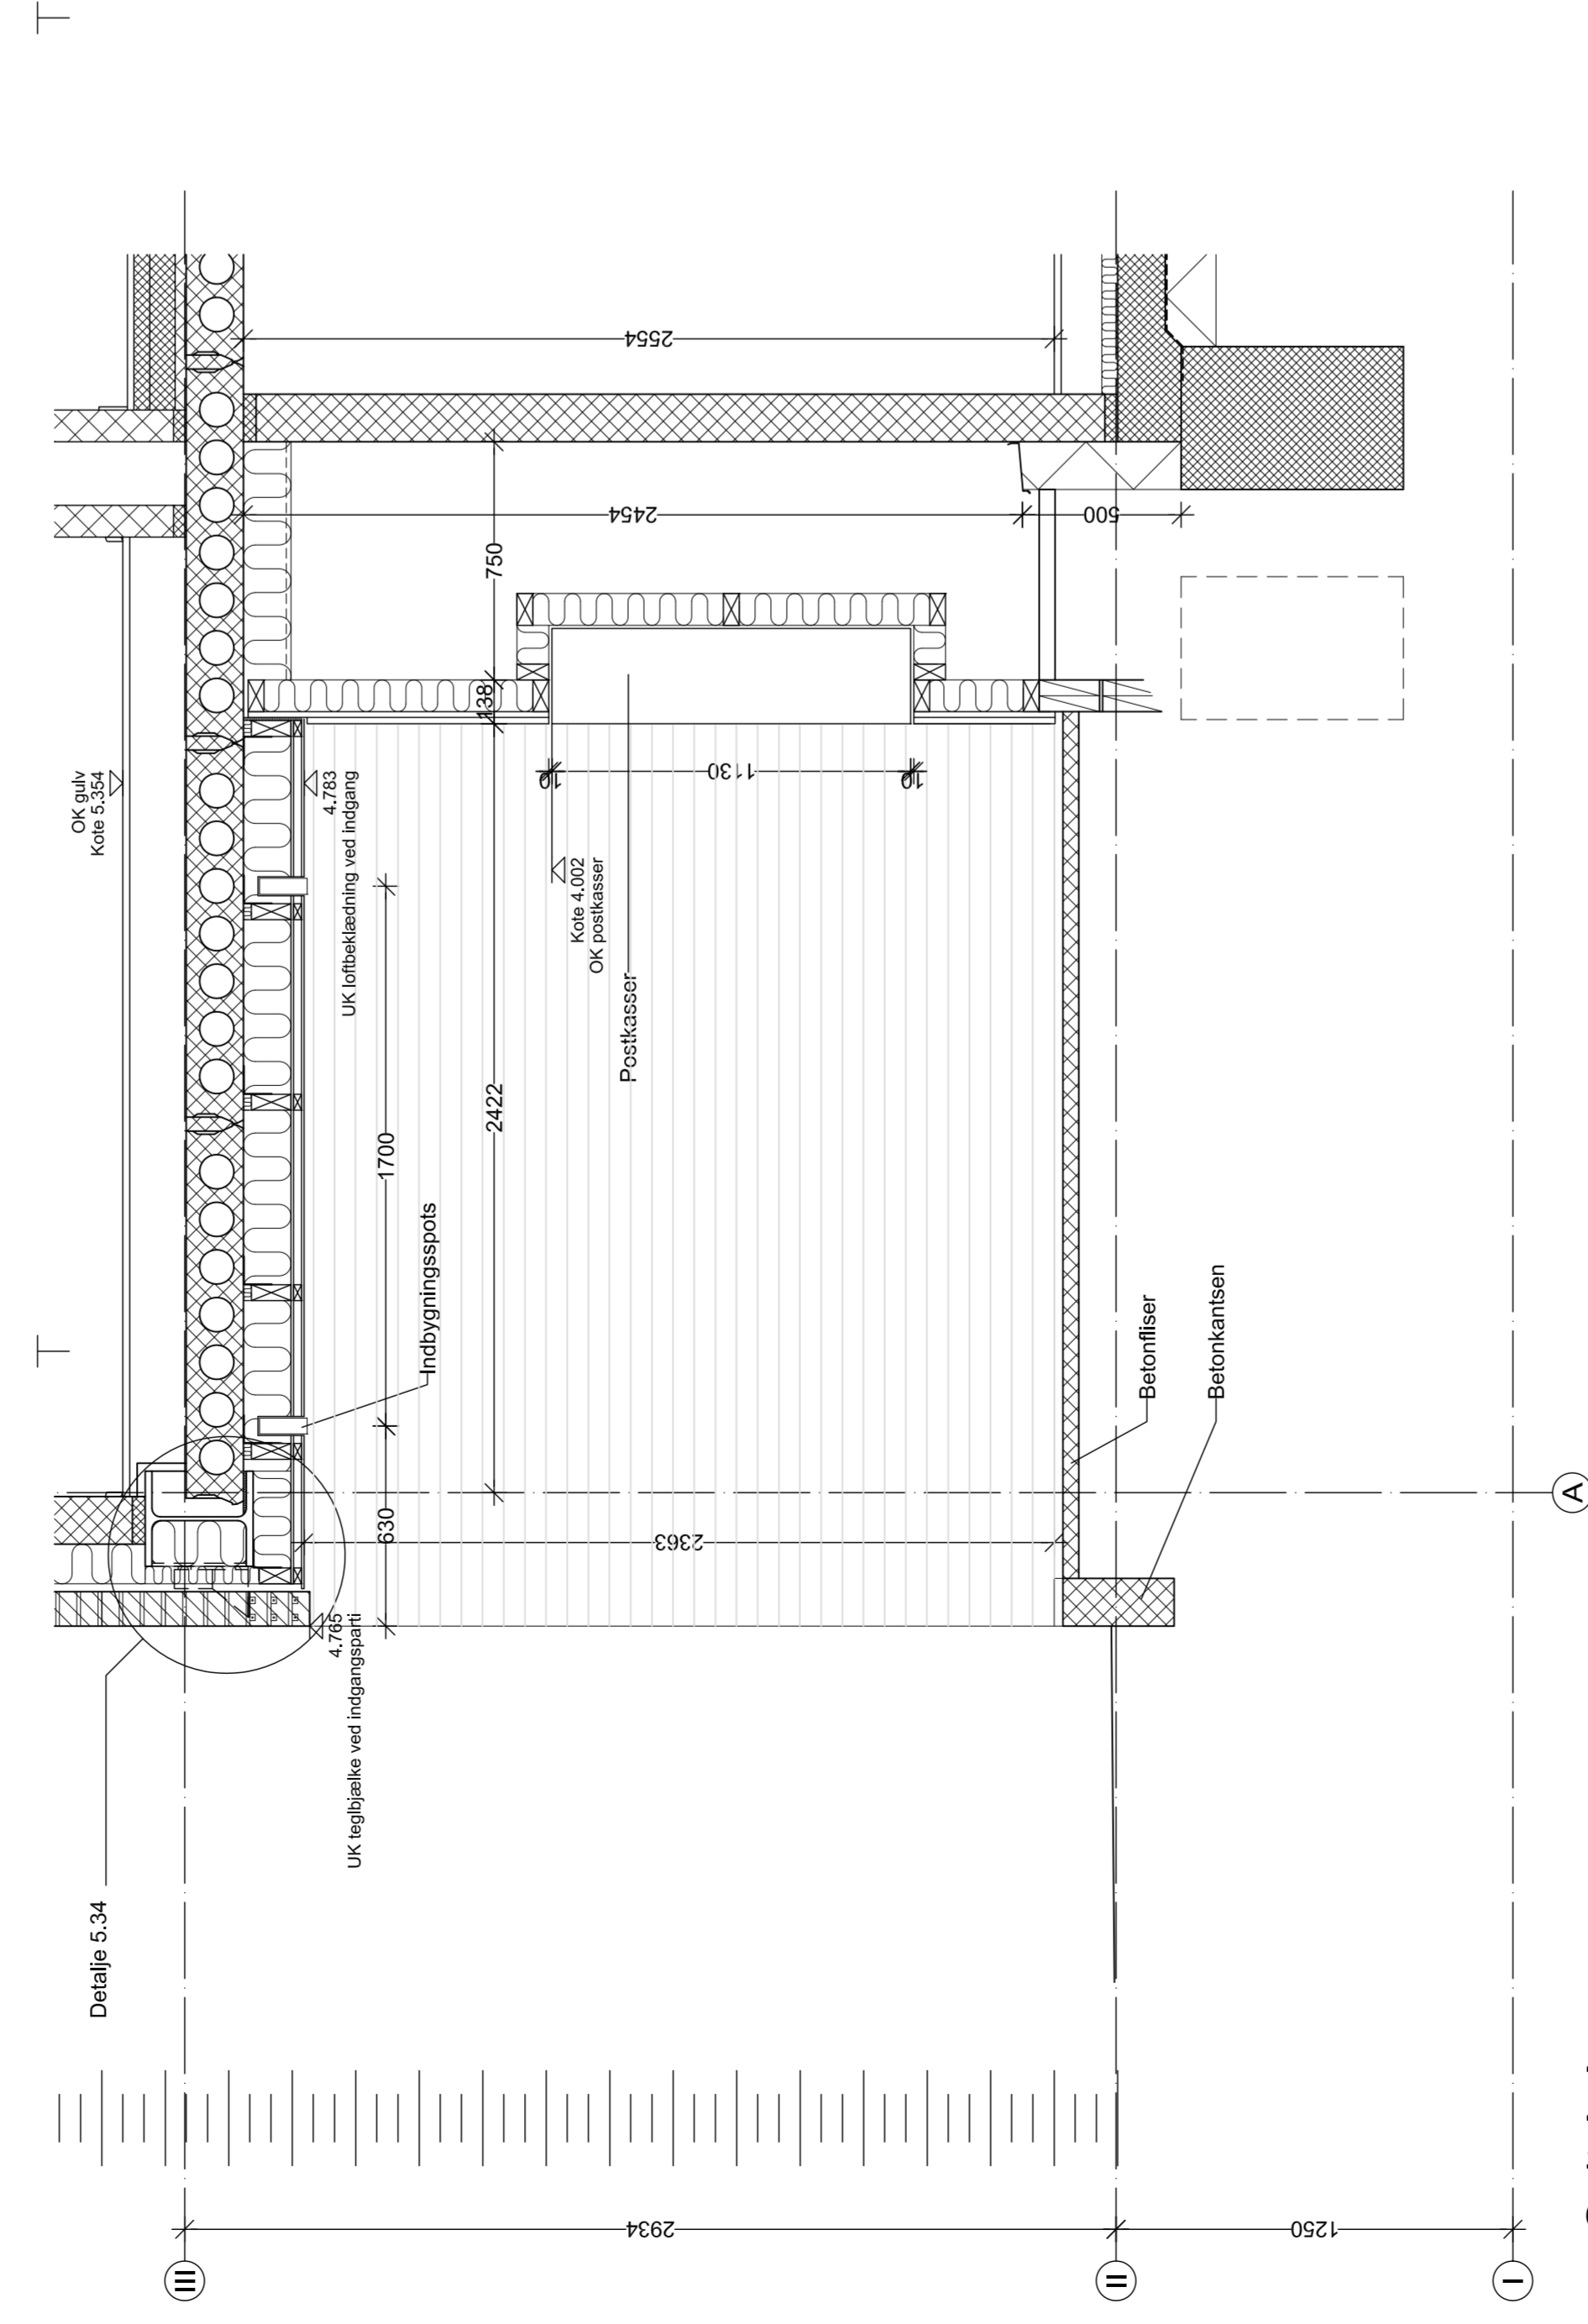 OK gulv
Kote 5.354
4.783
UK loftbeklædning ved indgang
Kote 4.002
OK postkasser
Postkasser
Indbygningsspots
Betonfliser
Betonkantsen
4.765
UK teglbjælke ved indgangsparti
Detalje 5.34
2554
2454
500
750
138
10
1130
10
1700
2422
630
2363
2934
1250
A
III
II
I